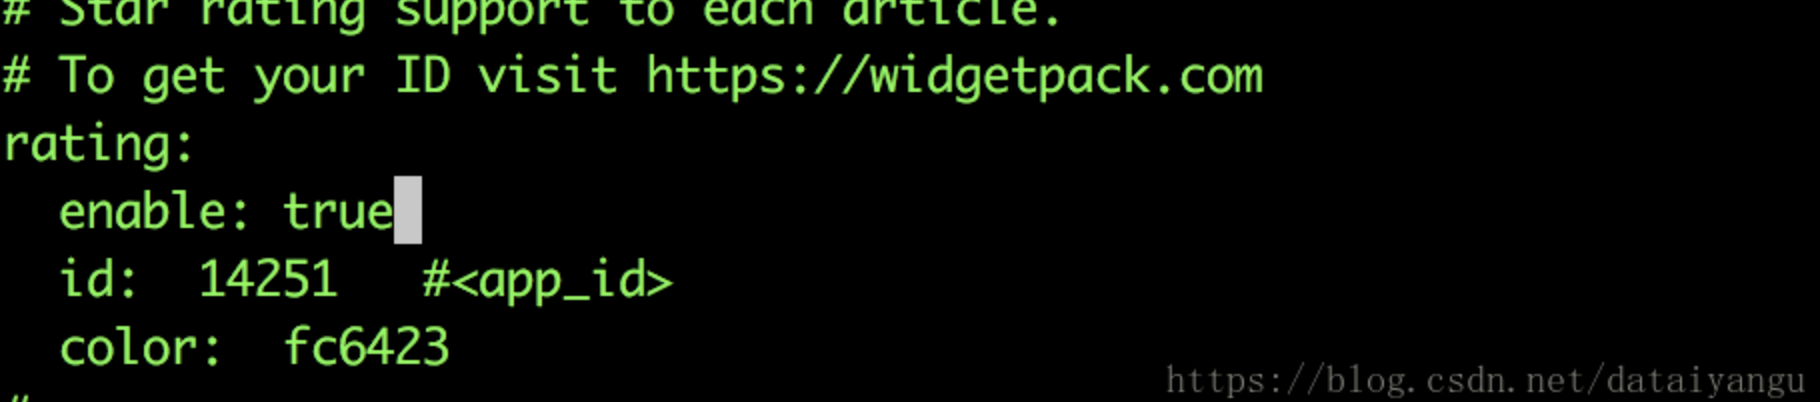 # Star rating support to each article.
# To get your ID visit https://widgetpack.com
rating:
  enable: true
  id:  14251   #<app_id>
  color:  fc6423
#
https://blog.csdn.net/dataiyangu